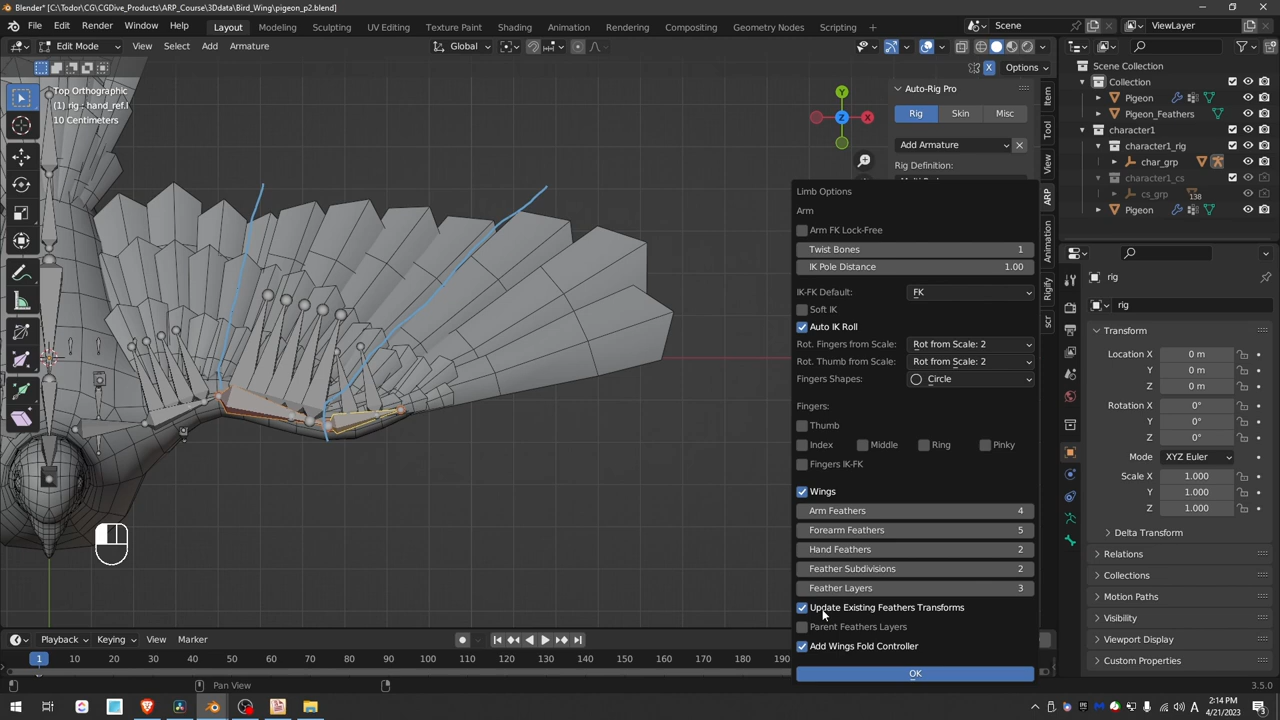 Blender* [C:\Todor\CG\CGDive_Products\ARP_Course\3Ddata\Bird_Wing\pigeon_p2.blend]
File Edit Render Window Help Layout Modeling Sculpting UV Editing Texture Paint Shading Animation Rendering Compositing Geometry Nodes Scripting Scene ViewLayer
Edit Mode View Select Add Armature Global
X Options
Scene Collection
Collection
Pigeon
Pigeon_Feathers
character1
character1_rig
char_grp
character1_cs
cs_grp
138
Pigeon
Top Orthographic
(1) rig : hand_ref.l
10 Centimeters
Y
Z
X
Auto-Rig Pro
Rig Skin Misc
Add Armature
Rig Definition:
Item
Tool
View
ARP
Animation
Rigify
scr
Limb Options
Arm
Arm FK Lock-Free
Twist Bones 1
IK Pole Distance 1.00
IK-FK Default: FK
Soft IK
Auto IK Roll
Rot. Fingers from Scale: Rot from Scale: 2
Rot. Thumb from Scale: Rot from Scale: 2
Fingers Shapes: Circle
Fingers:
Thumb
Index Middle Ring Pinky
Fingers IK-FK
Wings
Arm Feathers 4
Forearm Feathers 5
Hand Feathers 2
Feather Subdivisions 2
Feather Layers 3
Update Existing Feathers Transforms
Parent Feathers Layers
Add Wings Fold Controller
OK
rig
rig
Transform
Location X 0 m
Y 0 m
Z 0 m
Rotation X 0°
Y 0°
Z 0°
Mode XYZ Euler
Scale X 1.000
Y 1.000
Z 1.000
Delta Transform
Relations
Collections
Motion Paths
Visibility
Viewport Display
Custom Properties
Playback Keying View Marker
1 10 20 30 40 50 60 70 80 90 100 110 120 130 140 150 160 170 180 190
Pan View
3.5.0
2:14 PM
4/21/2023